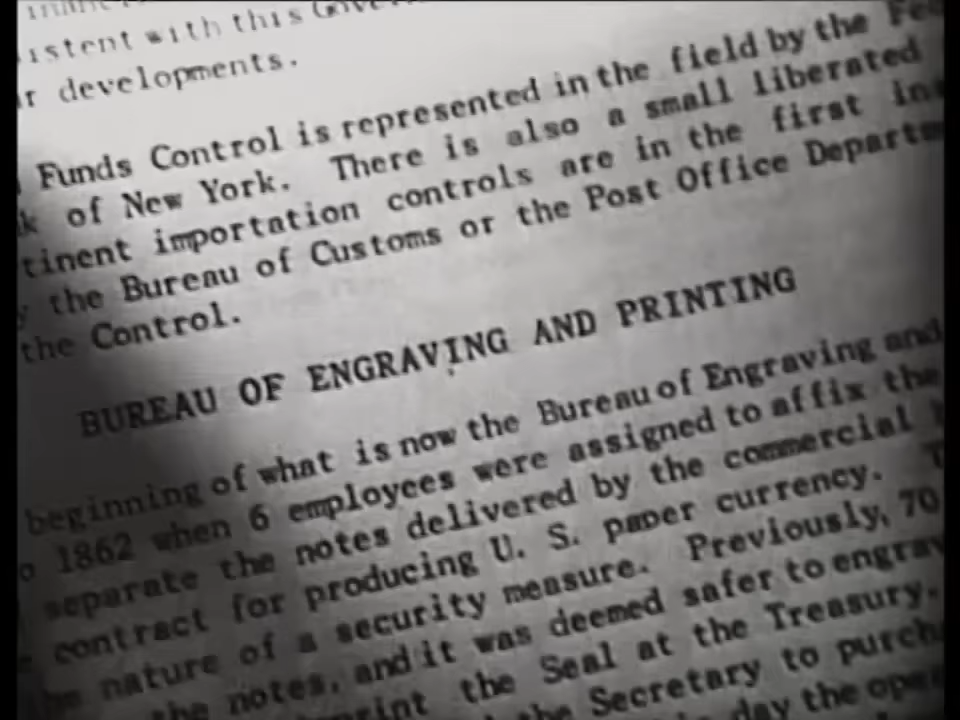 istent with this
r developments.
Funds Control is represented in the field by the
k of New York. There is also a small liberated
tinent importation controls are in the first in
y the Bureau of Customs or the Post Office Departm
the Control.
BUREAU OF ENGRAVING AND PRINTING
beginning of what is now the Bureau of Engraving and
o 1862 when 6 employees were assigned to affix the
separate the notes delivered by the commercial
contract for producing U. S. paper currency.
he nature of a security measure. Previously, 70
the notes, and it was deemed safer to engrav
print the Seal at the Treasury.
the Secretary to purch
day the ope